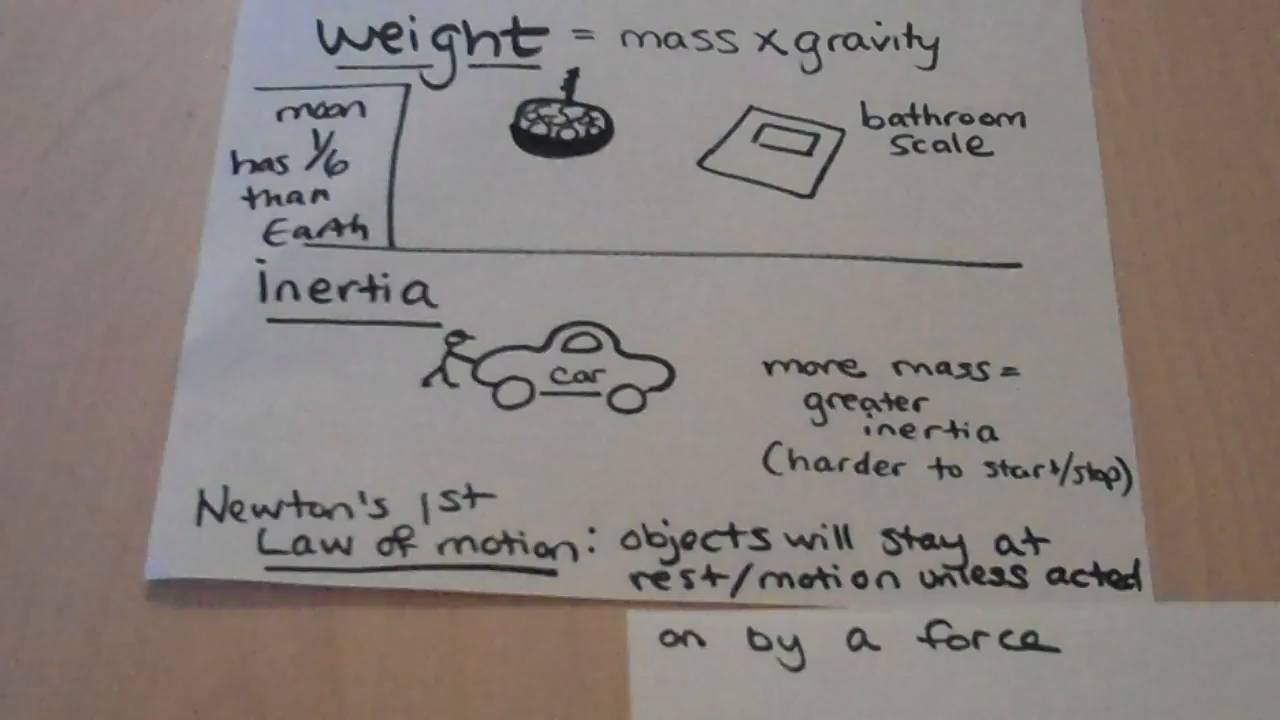 weight = mass x gravity
moon
has 1/6
than
Earth
bathroom
scale
inertia
car
more mass =
greater
inertia
(harder to start/stop)
Newton's 1st
Law of motion: objects will stay at
rest/motion unless acted
on by a force